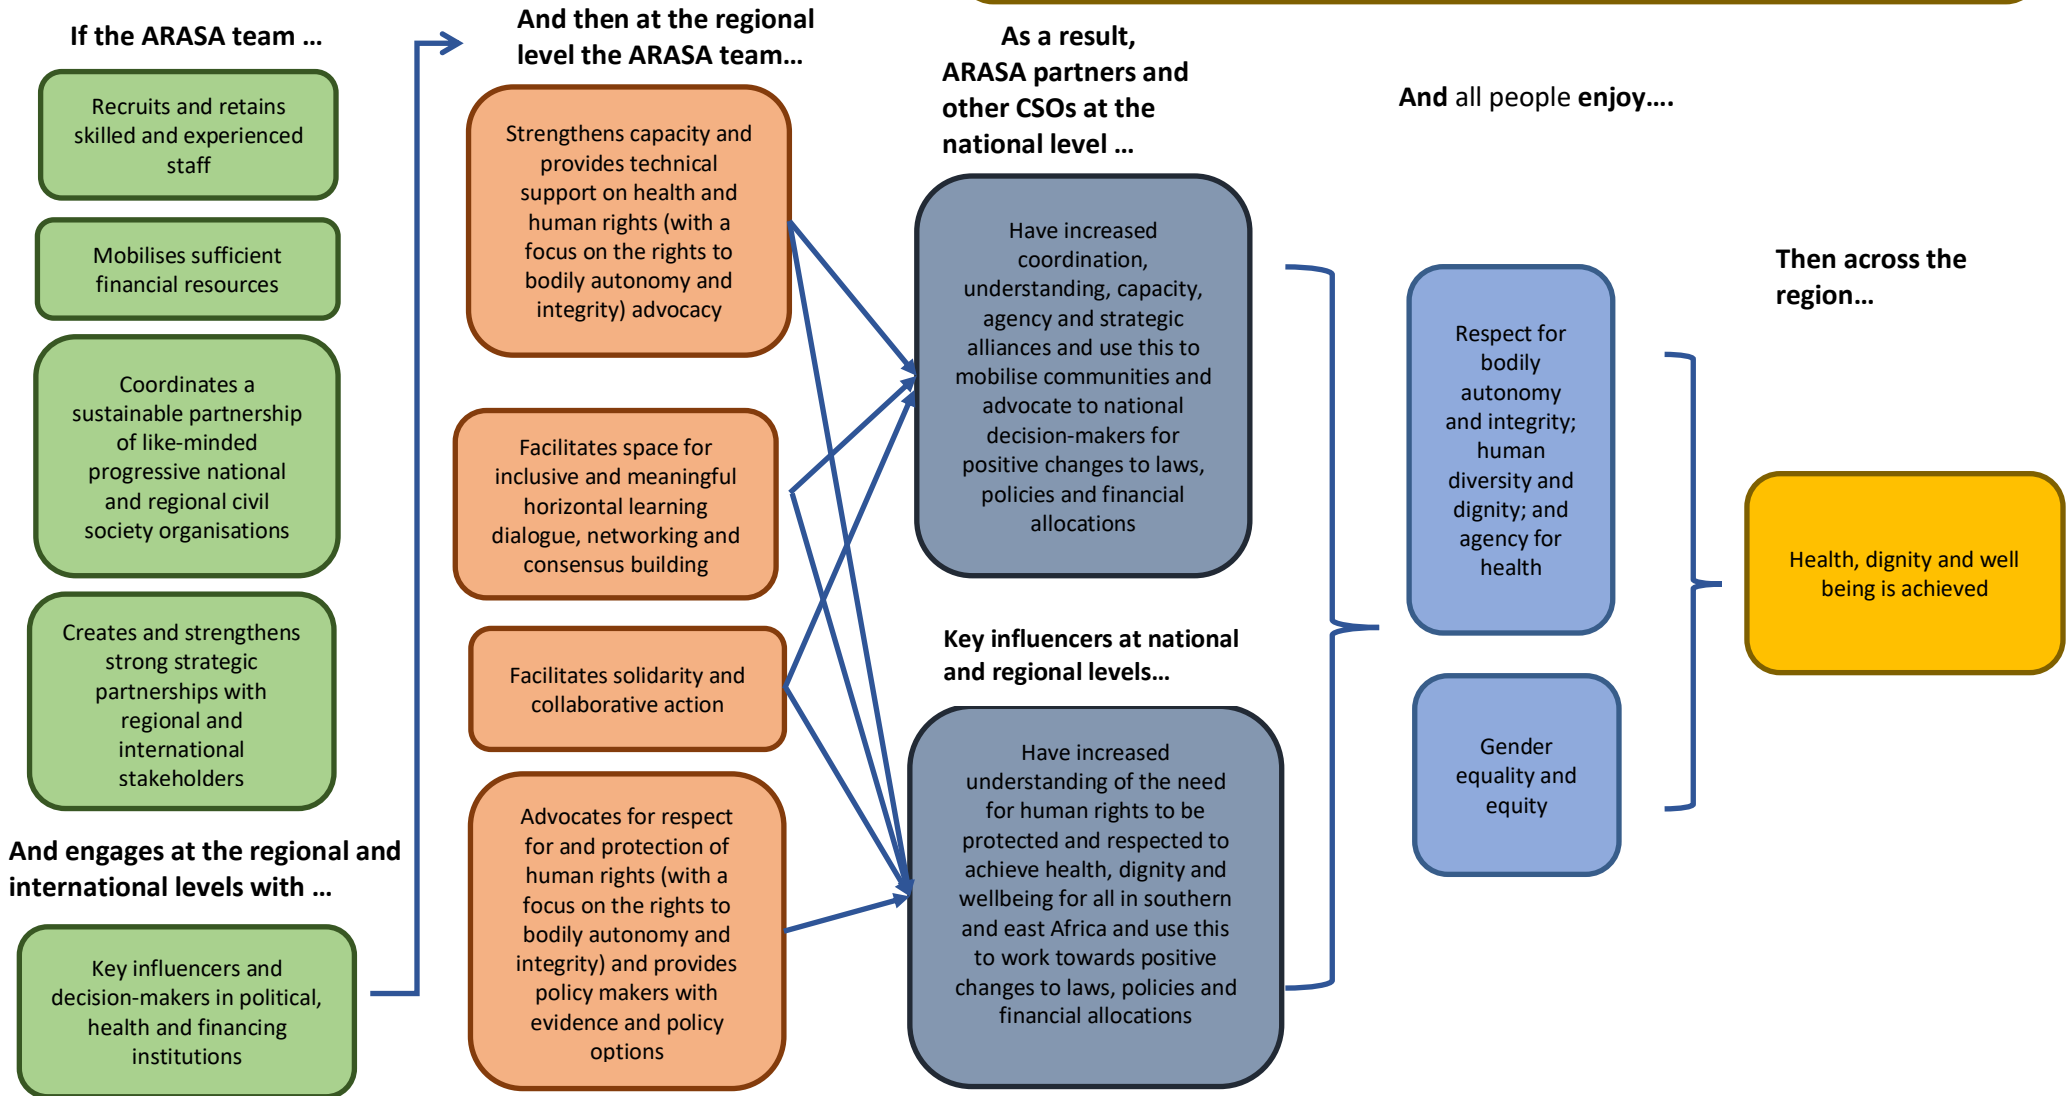 If the ARASA team …
Recruits and retains
skilled and experienced
staff
Mobilises sufficient
financial resources
Coordinates a
sustainable partnership
of like-minded
progressive national
and regional civil
society organisations
Creates and strengthens
strong strategic
partnerships with
regional and
international
stakeholders
And engages at the regional and
international levels with …
Key influencers and
decision-makers in political,
health and financing
institutions
And then at the regional
level the ARASA team…
Strengthens capacity and
provides technical
support on health and
human rights (with a
focus on the rights to
bodily autonomy and
integrity) advocacy
Facilitates space for
inclusive and meaningful
horizontal learning
dialogue, networking and
consensus building
Facilitates solidarity and
collaborative action
Advocates for respect
for and protection of
human rights (with a
focus on the rights to
bodily autonomy and
integrity) and provides
policy makers with
evidence and policy
options
As a result,
ARASA partners and
other CSOs at the
national level …
Have increased
coordination,
understanding, capacity,
agency and strategic
alliances and use this to
mobilise communities and
advocate to national
decision-makers for
positive changes to laws,
policies and financial
allocations
Key influencers at national
and regional levels…
Have increased
understanding of the need
for human rights to be
protected and respected to
achieve health, dignity and
wellbeing for all in southern
and east Africa and use this
to work towards positive
changes to laws, policies and
financial allocations
And all people enjoy….
Respect for
bodily
autonomy
and integrity;
human
diversity and
dignity; and
agency for
health
Gender
equality and
equity
Then across the
region…
Health, dignity and well
being is achieved